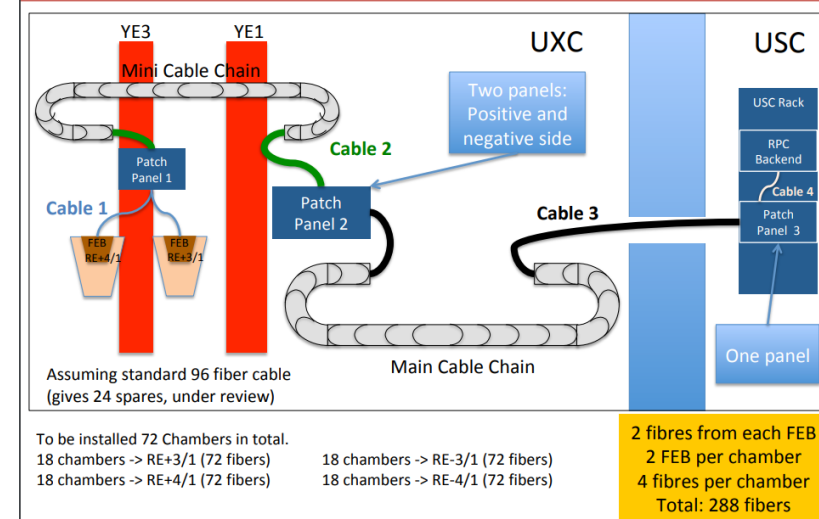 YE3
YE1
UXC
USC
Mini Cable Chain
Two panels:
Positive and
negative side
USC Rack
RPC
Backend
Cable 2
Patch
Panel 1
Cable 4
Cable 1
Patch
Panel 2
Cable 3
Patch
Panel 3
FEB
RE+4/1
FEB
RE+3/1
One panel
Main Cable Chain
Assuming standard 96 fiber cable
(gives 24 spares, under review)
To be installed 72 Chambers in total.
18 chambers -> RE+3/1 (72 fibers)
18 chambers -> RE-3/1 (72 fibers)
18 chambers -> RE+4/1 (72 fibers)
18 chambers -> RE-4/1 (72 fibers)
2 fibres from each FEB
2 FEB per chamber
4 fibres per chamber
Total: 288 fibers